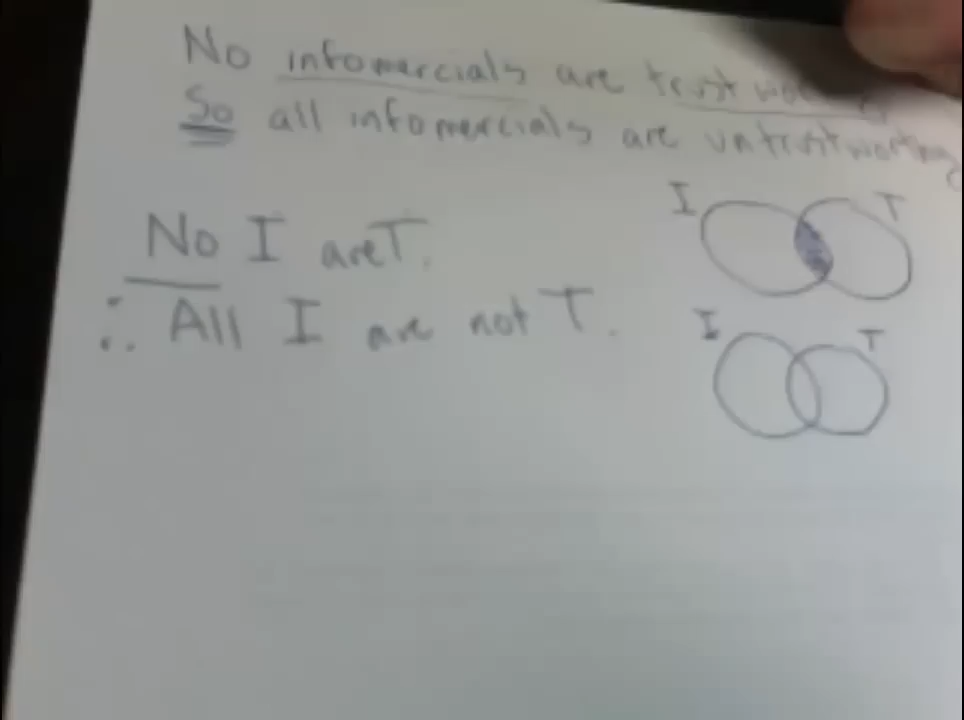 No infomercials are trustworthy
So all infomercials are untrustworthy
I T
No I are T.
∴ All I are not T.
I T